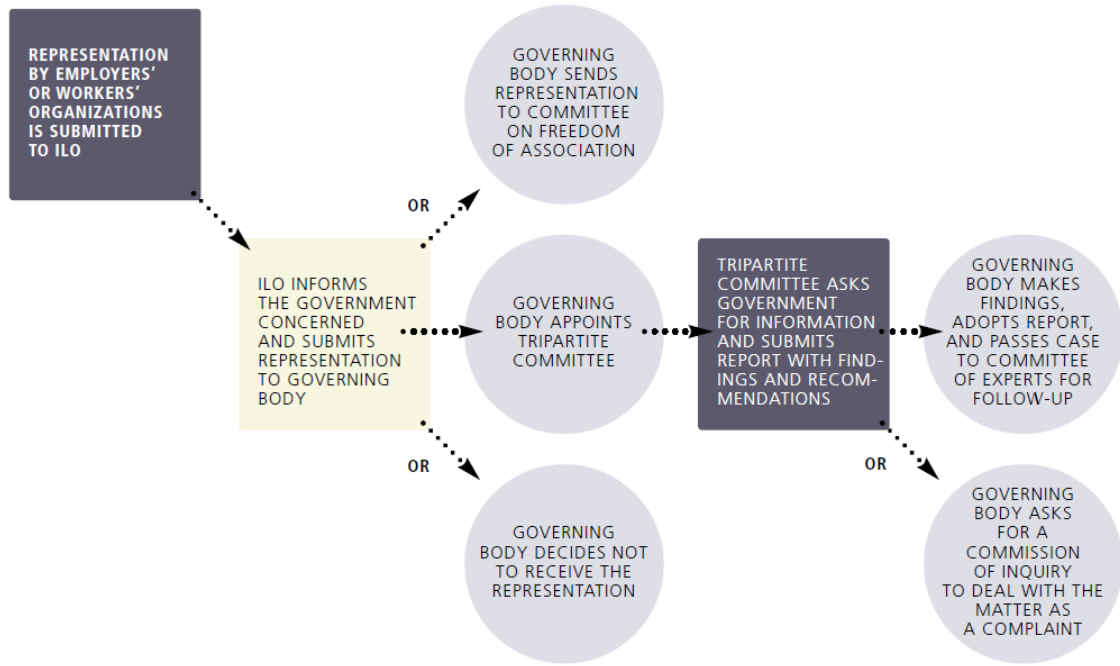 REPRESENTATION
BY EMPLOYERS’
OR WORKERS’
ORGANIZATIONS
IS SUBMITTED
TO ILO
GOVERNING
BODY SENDS
REPRESENTATION
TO COMMITTEE
ON FREEDOM
OF ASSOCIATION
OR
ILO INFORMS
THE GOVERNMENT
CONCERNED
AND SUBMITS
REPRESENTATION
TO GOVERNING
BODY
GOVERNING
BODY APPOINTS
TRIPARTITE
COMMITTEE
TRIPARTITE
COMMITTEE ASKS
GOVERNMENT
FOR INFORMATION
AND SUBMITS
REPORT WITH FIND-
INGS AND RECOM-
MENDATIONS
GOVERNING
BODY MAKES
FINDINGS,
ADOPTS REPORT,
AND PASSES CASE
TO COMMITTEE
OF EXPERTS FOR
FOLLOW-UP
OR
OR
GOVERNING
BODY DECIDES NOT
TO RECEIVE THE
REPRESENTATION
GOVERNING
BODY ASKS
FOR A
COMMISSION
OF INQUIRY
TO DEAL WITH THE
MATTER AS
A COMPLAINT